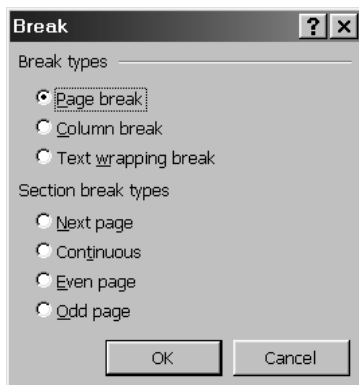 Break
Break types
Page break
Column break
Text wrapping break
Section break types
Next page
Continuous
Even page
Odd page
OK Cancel